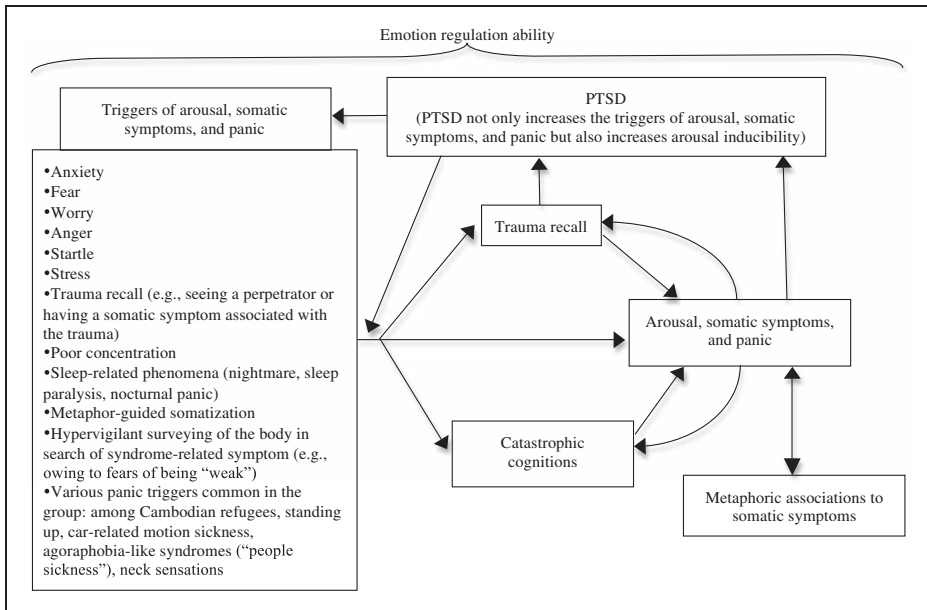 Emotion regulation ability
Triggers of arousal, somatic
symptoms, and panic
PTSD
(PTSD not only increases the triggers of arousal, somatic
symptoms, and panic but also increases arousal inducibility)
•Anxiety
•Fear
•Worry
•Anger
•Startle
•Stress
•Trauma recall (e.g., seeing a perpetrator or
having a somatic symptom associated with
the trauma)
•Poor concentration
•Sleep-related phenomena (nightmare, sleep
paralysis, nocturnal panic)
•Metaphor-guided somatization
•Hypervigilant surveying of the body in
search of syndrome-related symptom (e.g.,
owing to fears of being “weak”)
•Various panic triggers common in the
group: among Cambodian refugees, standing
up, car-related motion sickness,
agoraphobia-like syndromes (“people
sickness”), neck sensations
Trauma recall
Arousal, somatic symptoms,
and panic
Catastrophic
cognitions
Metaphoric associations to
somatic symptoms